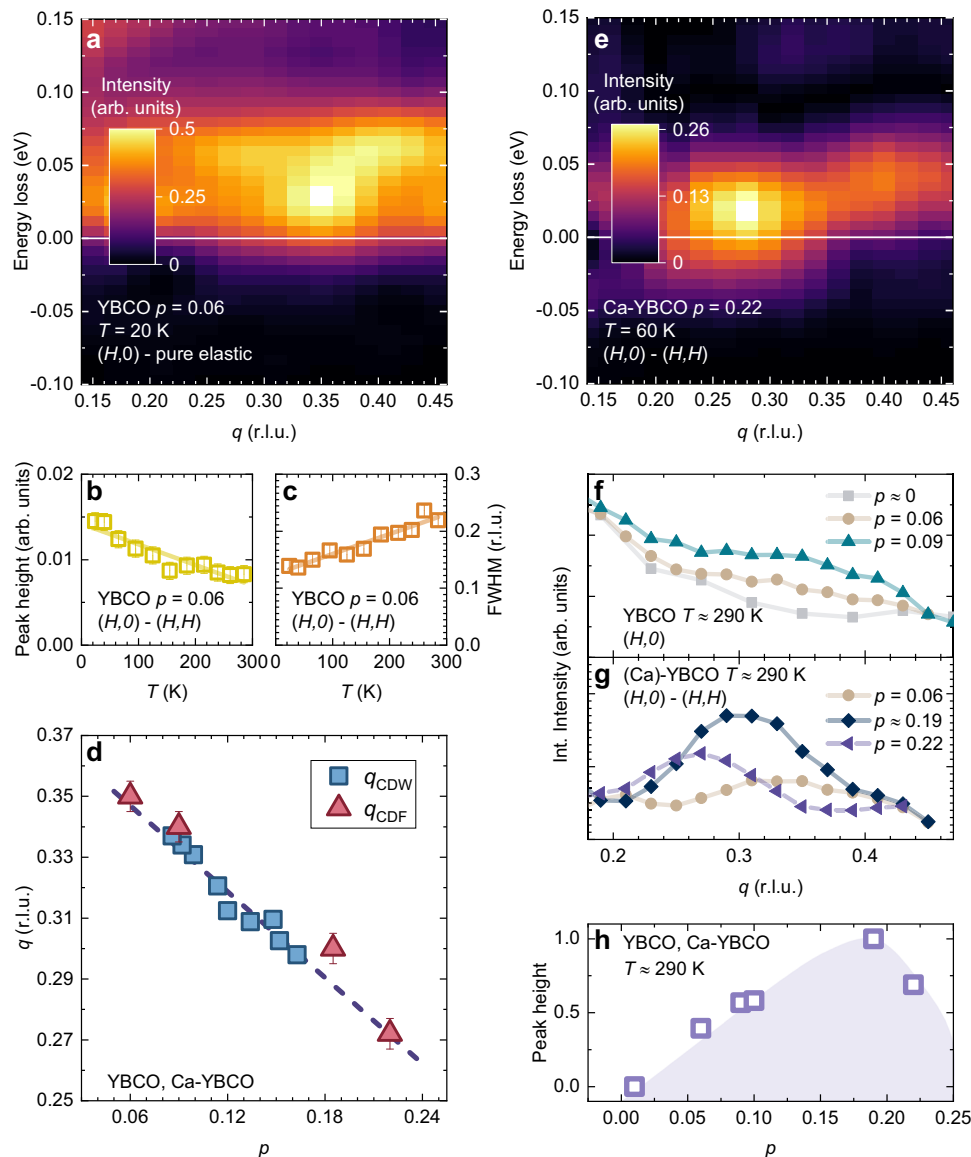 a
Intensity
(arb. units)
0.5
0.25
0
YBCO p = 0.06
T = 20 K
(H,0) - pure elastic
0.15
0.10
0.05
0.00
-0.05
-0.10
Energy loss (eV)
0.15 0.20 0.25 0.30 0.35 0.40 0.45
q (r.l.u.)
e
Intensity
(arb. units)
0.26
0.13
0
Ca-YBCO p = 0.22
T = 60 K
(H,0) - (H,H)
0.15
0.10
0.05
0.00
-0.05
-0.10
Energy loss (eV)
0.15 0.20 0.25 0.30 0.35 0.40 0.45
q (r.l.u.)
b
YBCO p = 0.06
(H,0) - (H,H)
0.02
0.01
0.00
Peak height (arb. units)
0 100 200 300
T (K)
c
YBCO p = 0.06
(H,0) - (H,H)
0.3
0.2
0.1
0.0
FWHM (r.l.u.)
0 100 200 300
T (K)
d
qCDW
qCDF
YBCO, Ca-YBCO
0.35
0.33
0.31
0.29
0.27
0.25
q (r.l.u.)
0.06 0.12 0.18 0.24
p
f
p ≈ 0
p = 0.06
p = 0.09
YBCO T ≈ 290 K
(H,0)
g
(Ca)-YBCO T ≈ 290 K
(H,0) - (H,H)
p = 0.06
p ≈ 0.19
p = 0.22
Int. Intensity (arb. units)
0.2 0.3 0.4
q (r.l.u.)
h
YBCO, Ca-YBCO
T ≈ 290 K
1.0
0.0
Peak height
0.00 0.05 0.10 0.15 0.20 0.25
p